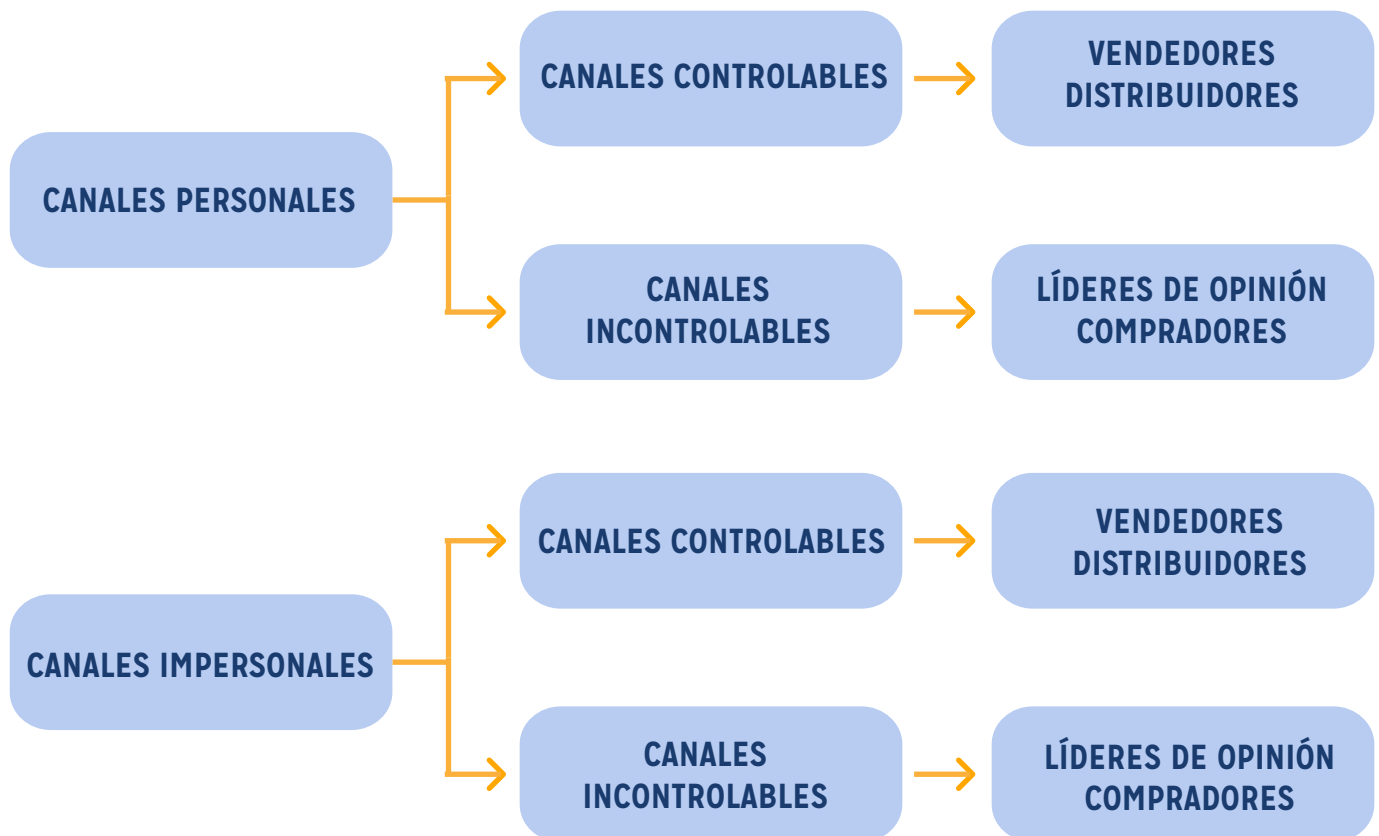 CANALES PERSONALES
CANALES CONTROLABLES
VENDEDORES
DISTRIBUIDORES
CANALES
INCONTROLABLES
LÍDERES DE OPINIÓN
COMPRADORES
CANALES IMPERSONALES
CANALES CONTROLABLES
VENDEDORES
DISTRIBUIDORES
CANALES
INCONTROLABLES
LÍDERES DE OPINIÓN
COMPRADORES